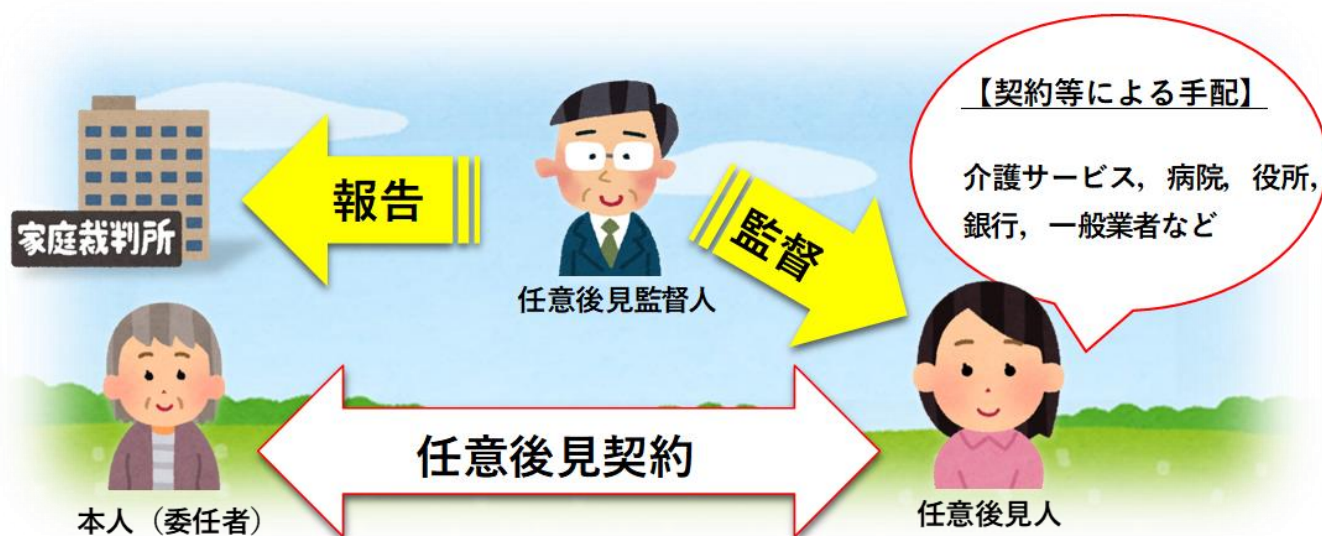 【契約等による手配】
介護サービス，病院，役所，
銀行，一般業者など
報告
監督
家庭裁判所
任意後見監督人
任意後見契約
本人（委任者）
任意後見人